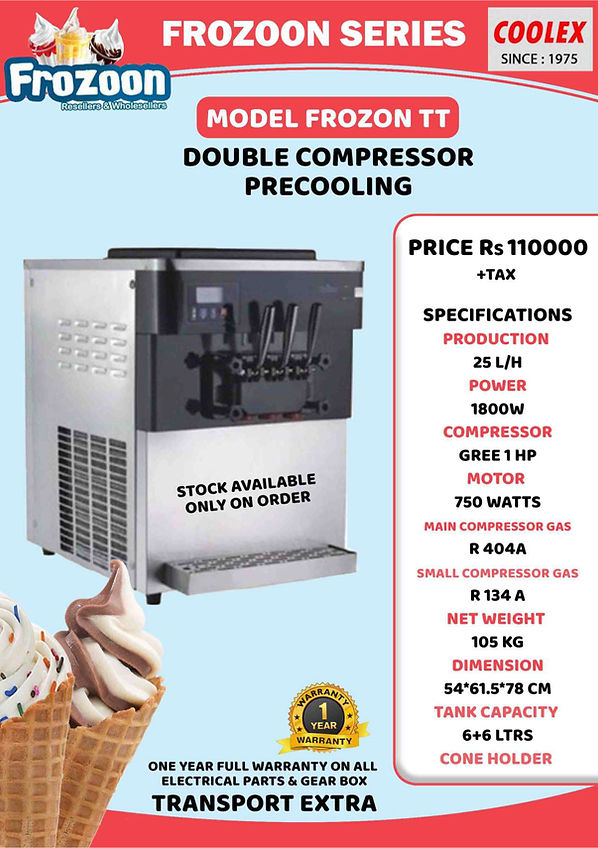 Frozoon
Resellers & Wholesellers
FROZOON SERIES
COOLEX
SINCE : 1975
MODEL FROZON TT
DOUBLE COMPRESSOR
PRECOOLING
PRICE Rs 110000
+TAX
SPECIFICATIONS
PRODUCTION
25 L/H
POWER
1800W
COMPRESSOR
GREE 1 HP
MOTOR
750 WATTS
MAIN COMPRESSOR GAS
R 404A
SMALL COMPRESSOR GAS
R 134 A
NET WEIGHT
105 KG
DIMENSION
54*61.5*78 CM
TANK CAPACITY
6+6 LTRS
CONE HOLDER
STOCK AVAILABLE
ONLY ON ORDER
WARRANTY
1
YEAR
WARRANTY
ONE YEAR FULL WARRANTY ON ALL
ELECTRICAL PARTS & GEAR BOX
TRANSPORT EXTRA